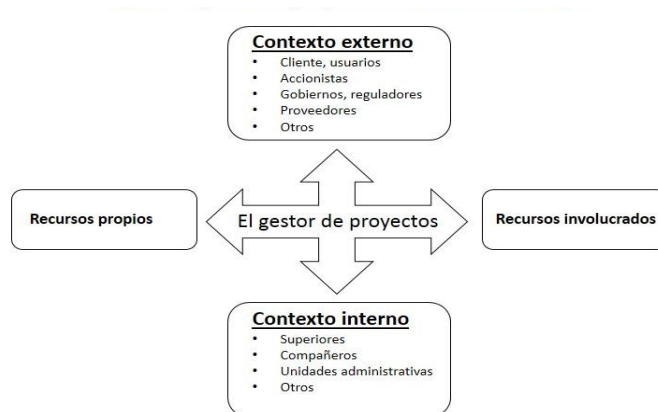 Contexto externo
• Cliente, usuarios
• Accionistas
• Gobiernos, reguladores
• Proveedores
• Otros
Recursos propios
El gestor de proyectos
Recursos involucrados
Contexto interno
• Superiores
• Compañeros
• Unidades administrativas
• Otros